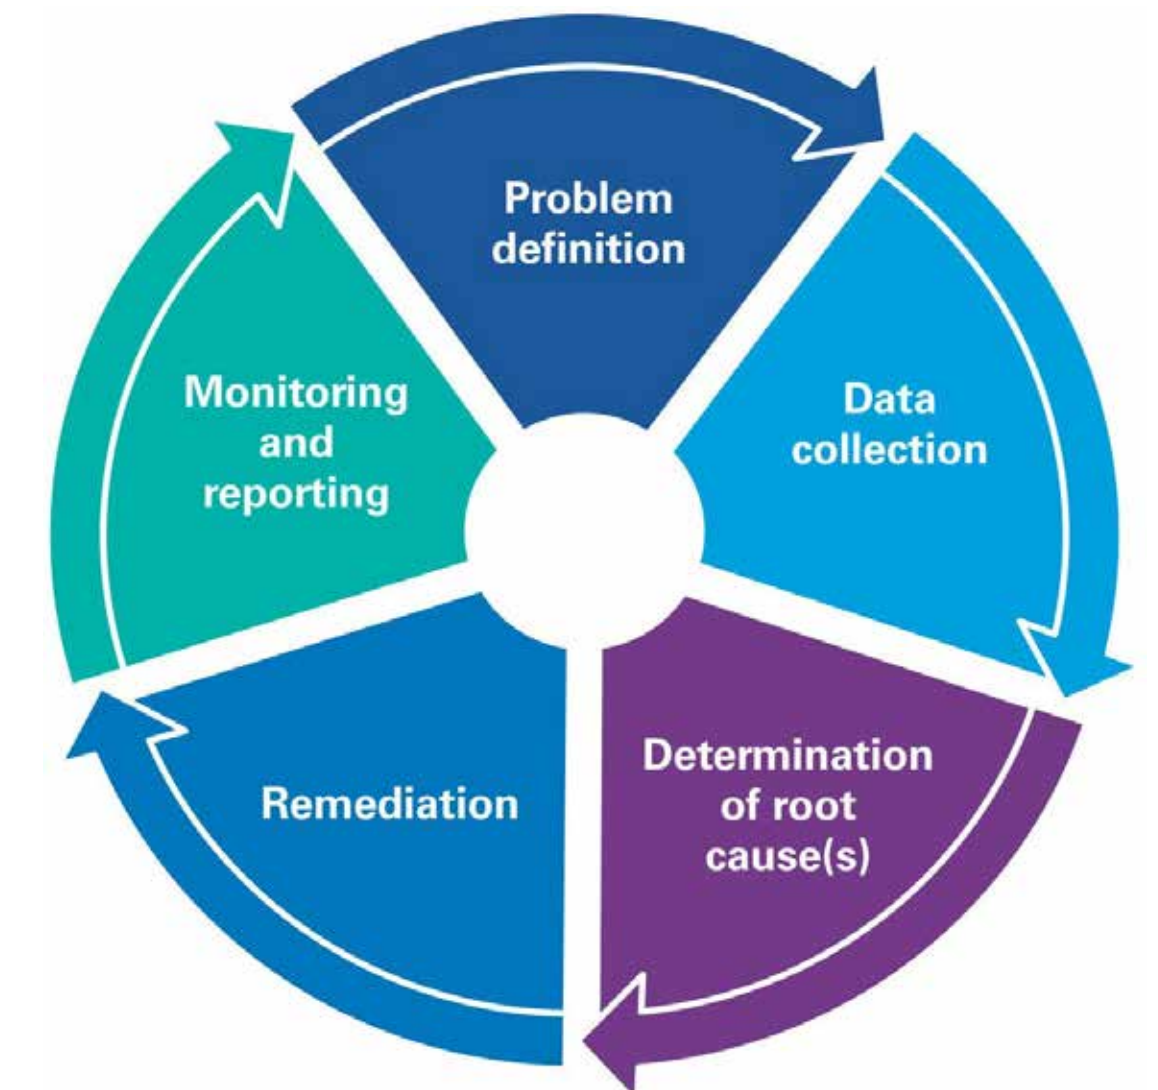 Problem
definition
Data
collection
Determination
of root
cause(s)
Remediation
Monitoring
and
reporting